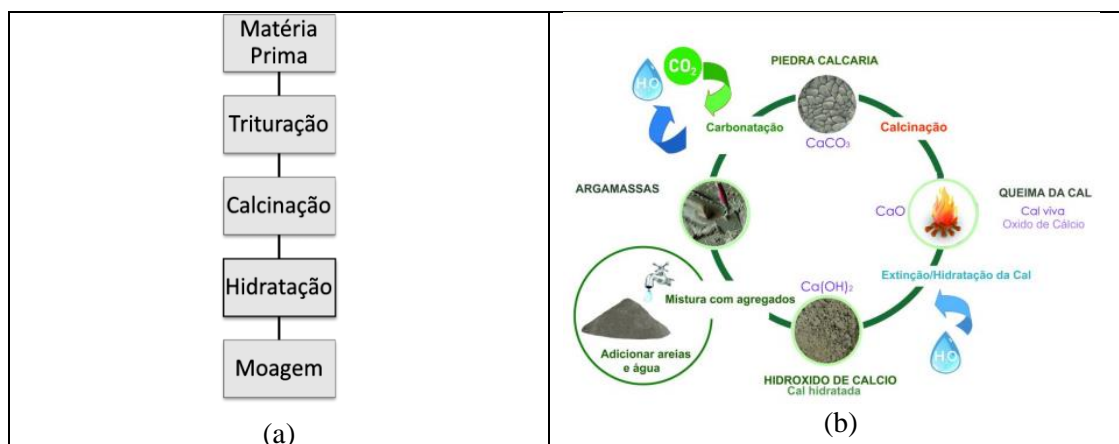 Matéria
Prima
Trituração
Calcinação
Hidratação
Moagem
(a)
PIEDRA CALCARIA
H2O
CO₂
Carbonatação
CaCO₃
Calcinação
ARGAMASSAS
CaO
QUEIMA DA CAL
Cal viva
Oxido de Cálcio
Extinção/Hidratação da Cal
Ca(OH)₂
Mistura com agregados
Adicionar areias
e água
HIDROXIDO DE CALCIO
Cal hidratada
H2O
(b)